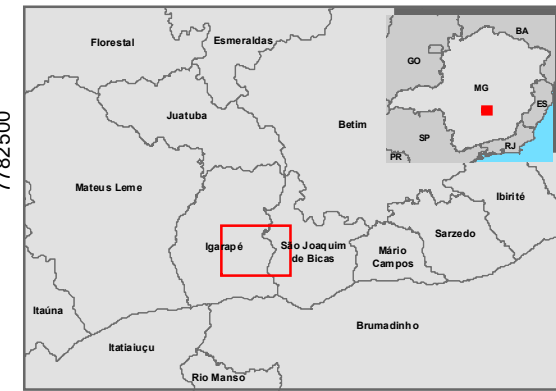 Florestal
Esmeraldas
BA
GO
MG
ES
SP
RJ
PR
7782500
Juatuba
Betim
Mateus Leme
Ibirité
Igarapé
São Joaquim
de Bicas
Mário
Campos
Sarzedo
Itaúna
Brumadinho
Itatiaiuçu
Rio Manso